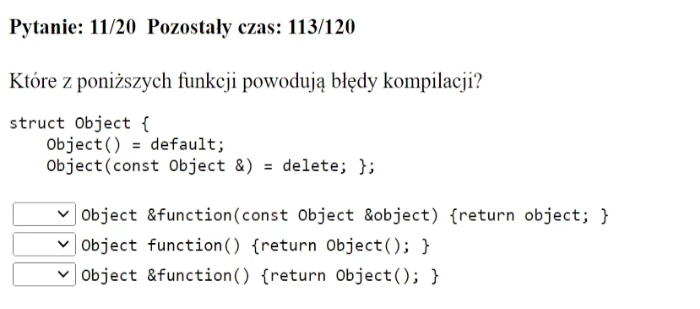 Pytanie: 11/20 Pozostały czas: 113/120
Które z poniższych funkcji powodują błędy kompilacji?
struct Object {
Object() = default;
Object(const Object &) = delete; };
Object &function(const Object &object) {return object; }
Object function() {return Object(); }
Object &function() {return Object(); }